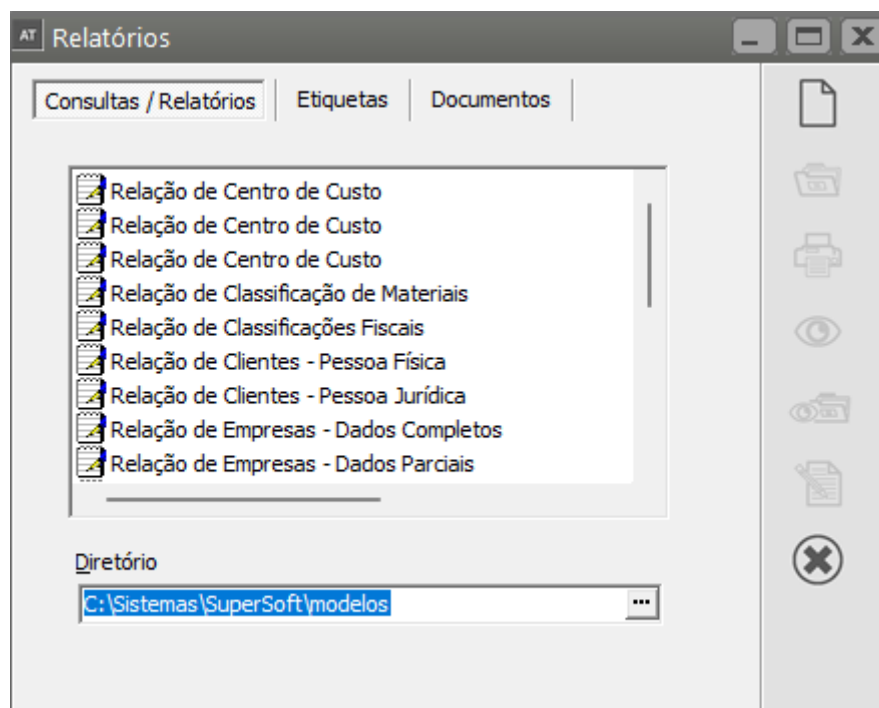 AT Relatórios
Consultas / Relatórios Etiquetas Documentos
Relação de Centro de Custo
Relação de Centro de Custo
Relação de Centro de Custo
Relação de Classificação de Materiais
Relação de Classificações Fiscais
Relação de Clientes - Pessoa Física
Relação de Clientes - Pessoa Jurídica
Relação de Empresas - Dados Completos
Relação de Empresas - Dados Parciais
Diretório
C:\Sistemas\SuperSoft\modelos ...